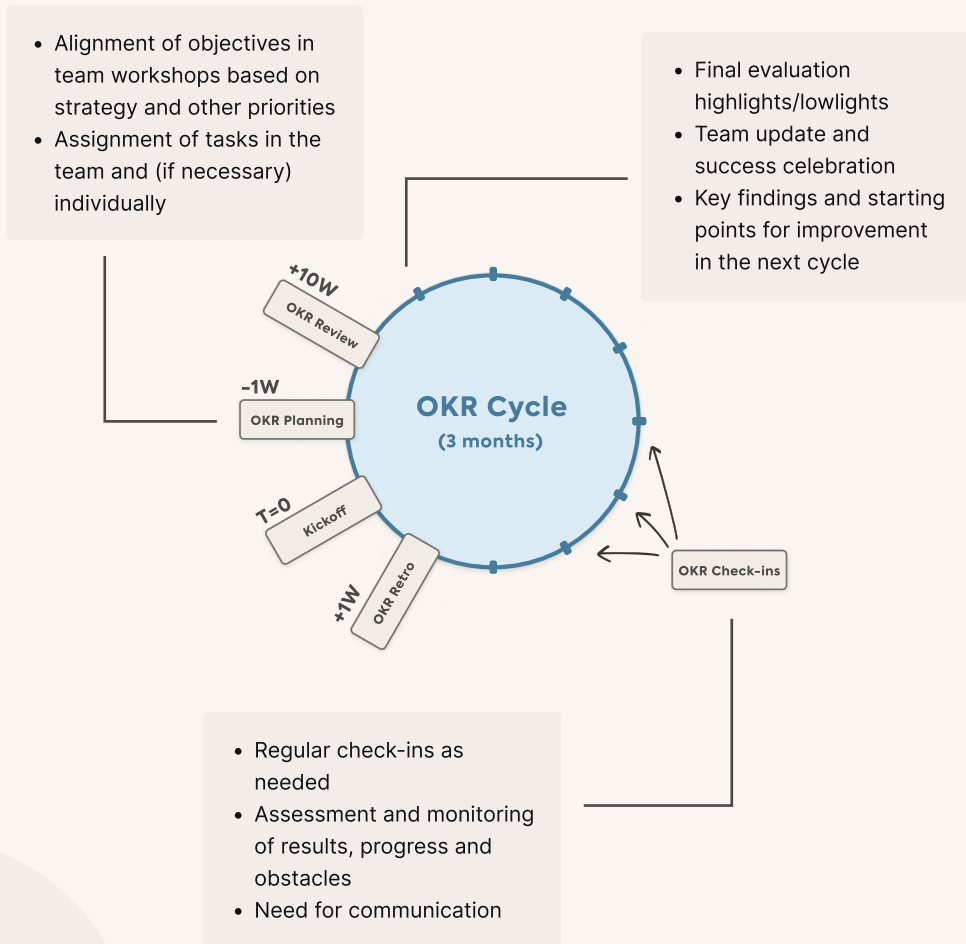 • Alignment of objectives in
team workshops based on
strategy and other priorities
• Assignment of tasks in the
team and (if necessary)
individually
• Final evaluation
highlights/lowlights
• Team update and
success celebration
• Key findings and starting
points for improvement
in the next cycle
+10W
OKR Review
-1W
OKR Planning
T=0
Kickoff
+1W
OKR Retro
OKR Cycle
(3 months)
OKR Check-ins
• Regular check-ins as
needed
• Assessment and monitoring
of results, progress and
obstacles
• Need for communication